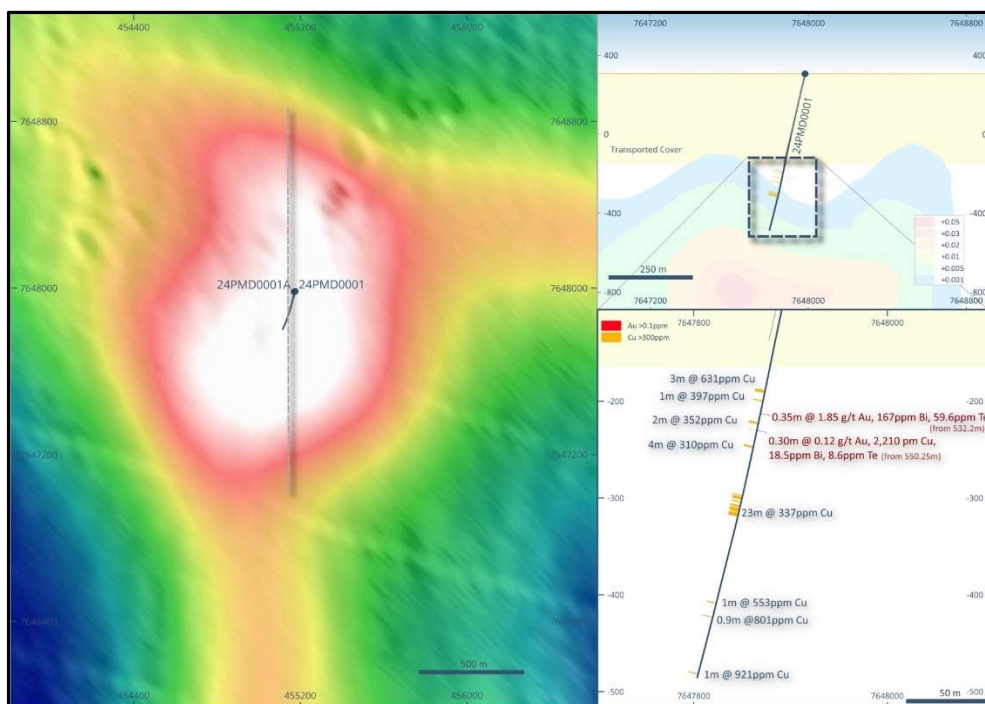 454400
455200
456000
7648800
7648800
7648000
24PMD0001A
24PMD0001
7648000
7647200
7647200
7646400
7646400
500 m
454400
455200
456000
7647200
7648000
7648800
400
400
24PMD0001
0
0
Transported Cover
-400
-400
+0.05
+0.03
+0.02
+0.01
+0.005
+0.001
250 m
-800
-800
7647200
7648000
7648800
7647800
7648000
Au >0.1ppm
Cu >300ppm
3m @ 631ppm Cu
1m @ 397ppm Cu
-200
-200
0.35m @ 1.85 g/t Au, 167ppm Bi, 59.6ppm Te
(from 532.2m)
2m @ 352ppm Cu
4m @ 310ppm Cu
0.30m @ 0.12 g/t Au, 2,210 pm Cu,
18.5ppm Bi, 8.6ppm Te (from 550.25m)
-300
-300
23m @ 337ppm Cu
-400
-400
1m @ 553ppm Cu
0.9m @801ppm Cu
1m @ 921ppm Cu
-500
-500
7647800
7648000
50 m